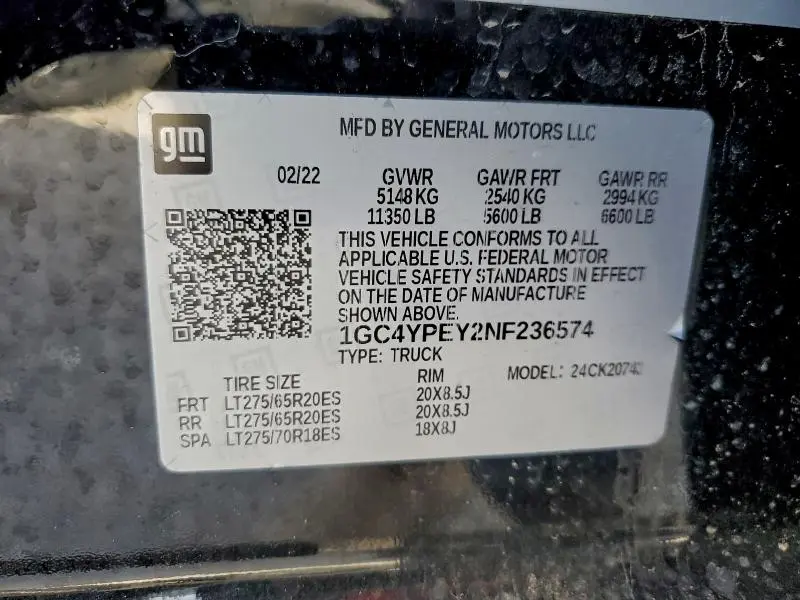 gm
MFD BY GENERAL MOTORS LLC
02/22 GVWR GAWR FRT GAWR RR
5148 KG 2540 KG 2994 KG
11350 LB 5600 LB 6600 LB
THIS VEHICLE CONFORMS TO ALL
APPLICABLE U.S. FEDERAL MOTOR
VEHICLE SAFETY STANDARDS IN EFFECT
ON THE DATE OF MANUFACTURE
SHOWN ABOVE.
1GC4YPEY2NF236574
TYPE: TRUCK
MODEL: 24CK20743
TIRE SIZE RIM
FRT LT275/65R20ES 20X8.5J
RR LT275/65R20ES 20X8.5J
SPA LT275/70R18ES 18X8J